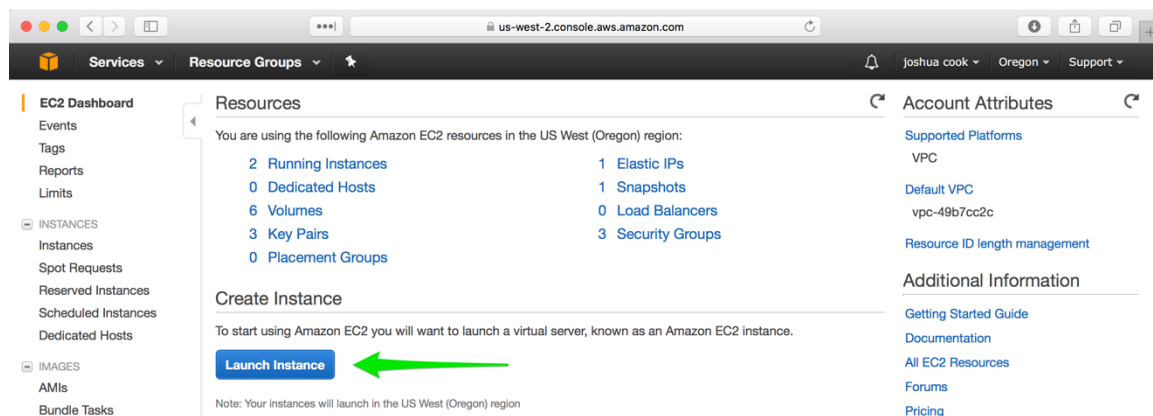 us-west-2.console.aws.amazon.com
Services Resource Groups joshua cook Oregon Support
EC2 Dashboard
Events
Tags
Reports
Limits
INSTANCES
Instances
Spot Requests
Reserved Instances
Scheduled Instances
Dedicated Hosts
IMAGES
AMIs
Bundle Tasks
Resources
You are using the following Amazon EC2 resources in the US West (Oregon) region:
2 Running Instances
0 Dedicated Hosts
6 Volumes
3 Key Pairs
0 Placement Groups
1 Elastic IPs
1 Snapshots
0 Load Balancers
3 Security Groups
Create Instance
To start using Amazon EC2 you will want to launch a virtual server, known as an Amazon EC2 instance.
Launch Instance
Note: Your instances will launch in the US West (Oregon) region
Account Attributes
Supported Platforms
VPC
Default VPC
vpc-49b7cc2c
Resource ID length management
Additional Information
Getting Started Guide
Documentation
All EC2 Resources
Forums
Pricing